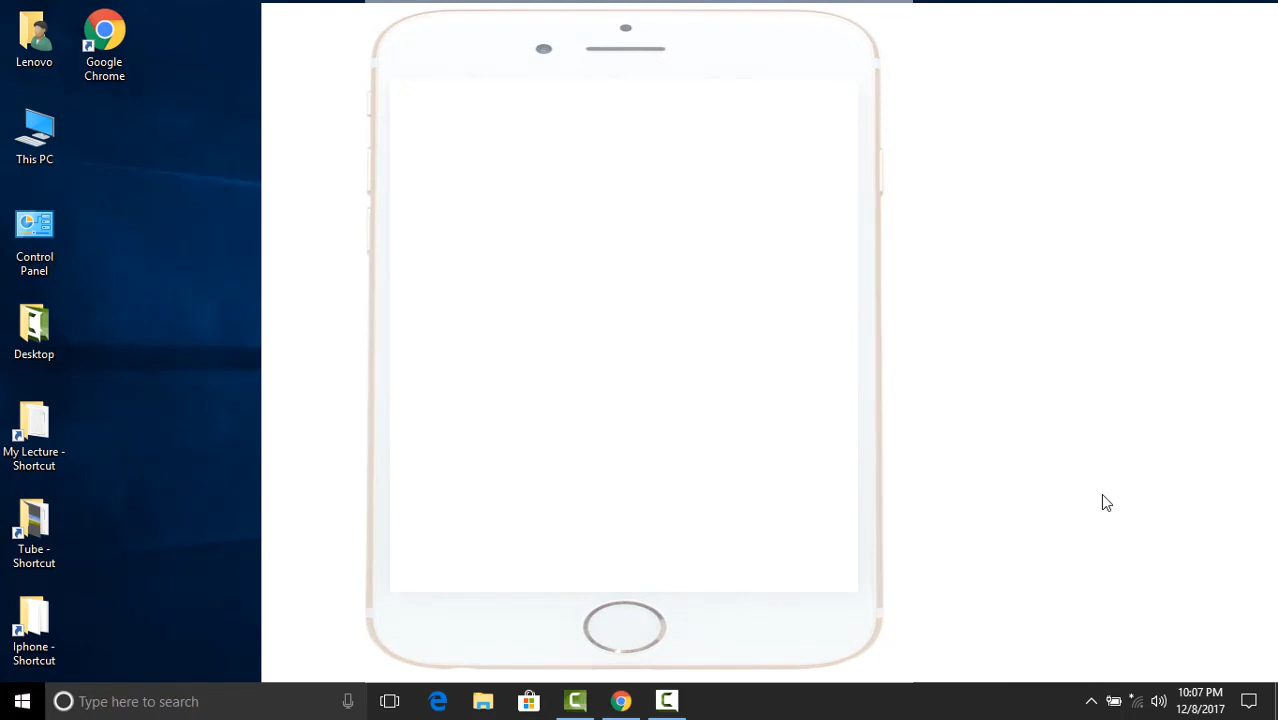 Lenovo
Google
Chrome
This PC
Control
Panel
Desktop
My Lecture -
Shortcut
Tube -
Shortcut
Iphone -
Shortcut
Type here to search
10:07 PM
12/8/2017